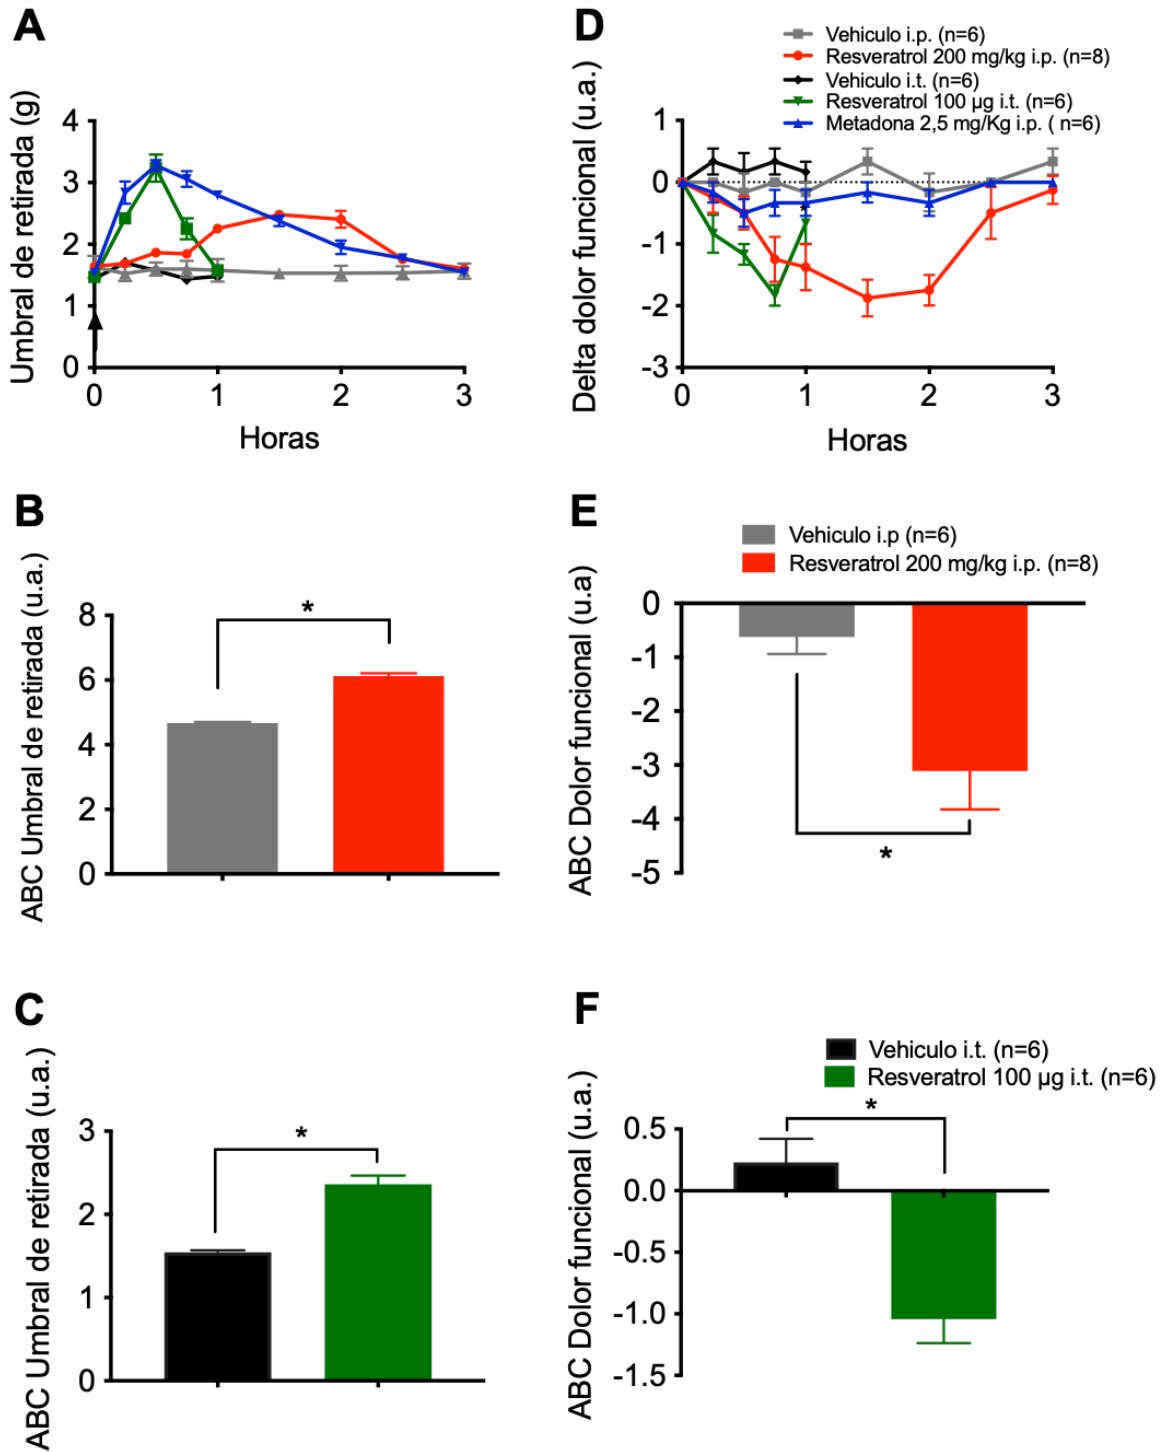 A
Umbral de retirada (g)
4
3
2
1
0
0 1 2 3
Horas
D
Vehiculo i.p. (n=6)
Resveratrol 200 mg/kg i.p. (n=8)
Vehiculo i.t. (n=6)
Resveratrol 100 µg i.t. (n=6)
Metadona 2,5 mg/Kg i.p. ( n=6)
Delta dolor funcional (u.a.)
1
0
-1
-2
-3
0 1 2 3
Horas
*
B
ABC Umbral de retirada (u.a.)
8
6
4
2
0
*
E
Vehiculo i.p (n=6)
Resveratrol 200 mg/kg i.p. (n=8)
ABC Dolor funcional (u.a)
0
-1
-2
-3
-4
-5
*
C
ABC Umbral de retirada (u.a.)
3
2
1
0
*
F
Vehiculo i.t. (n=6)
Resveratrol 100 µg i.t. (n=6)
ABC Dolor funcional (u.a.)
0.5
0.0
-0.5
-1.0
-1.5
*